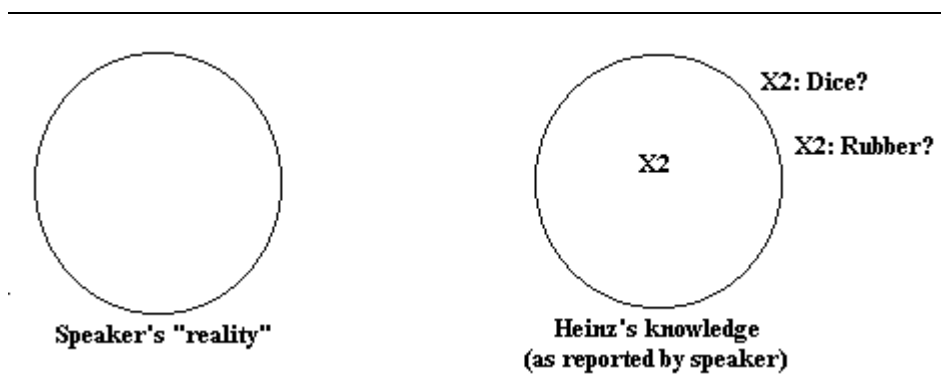 X2: Dice?
X2: Rubber?
X2
Speaker's "reality"
Heinz's knowledge
(as reported by speaker)